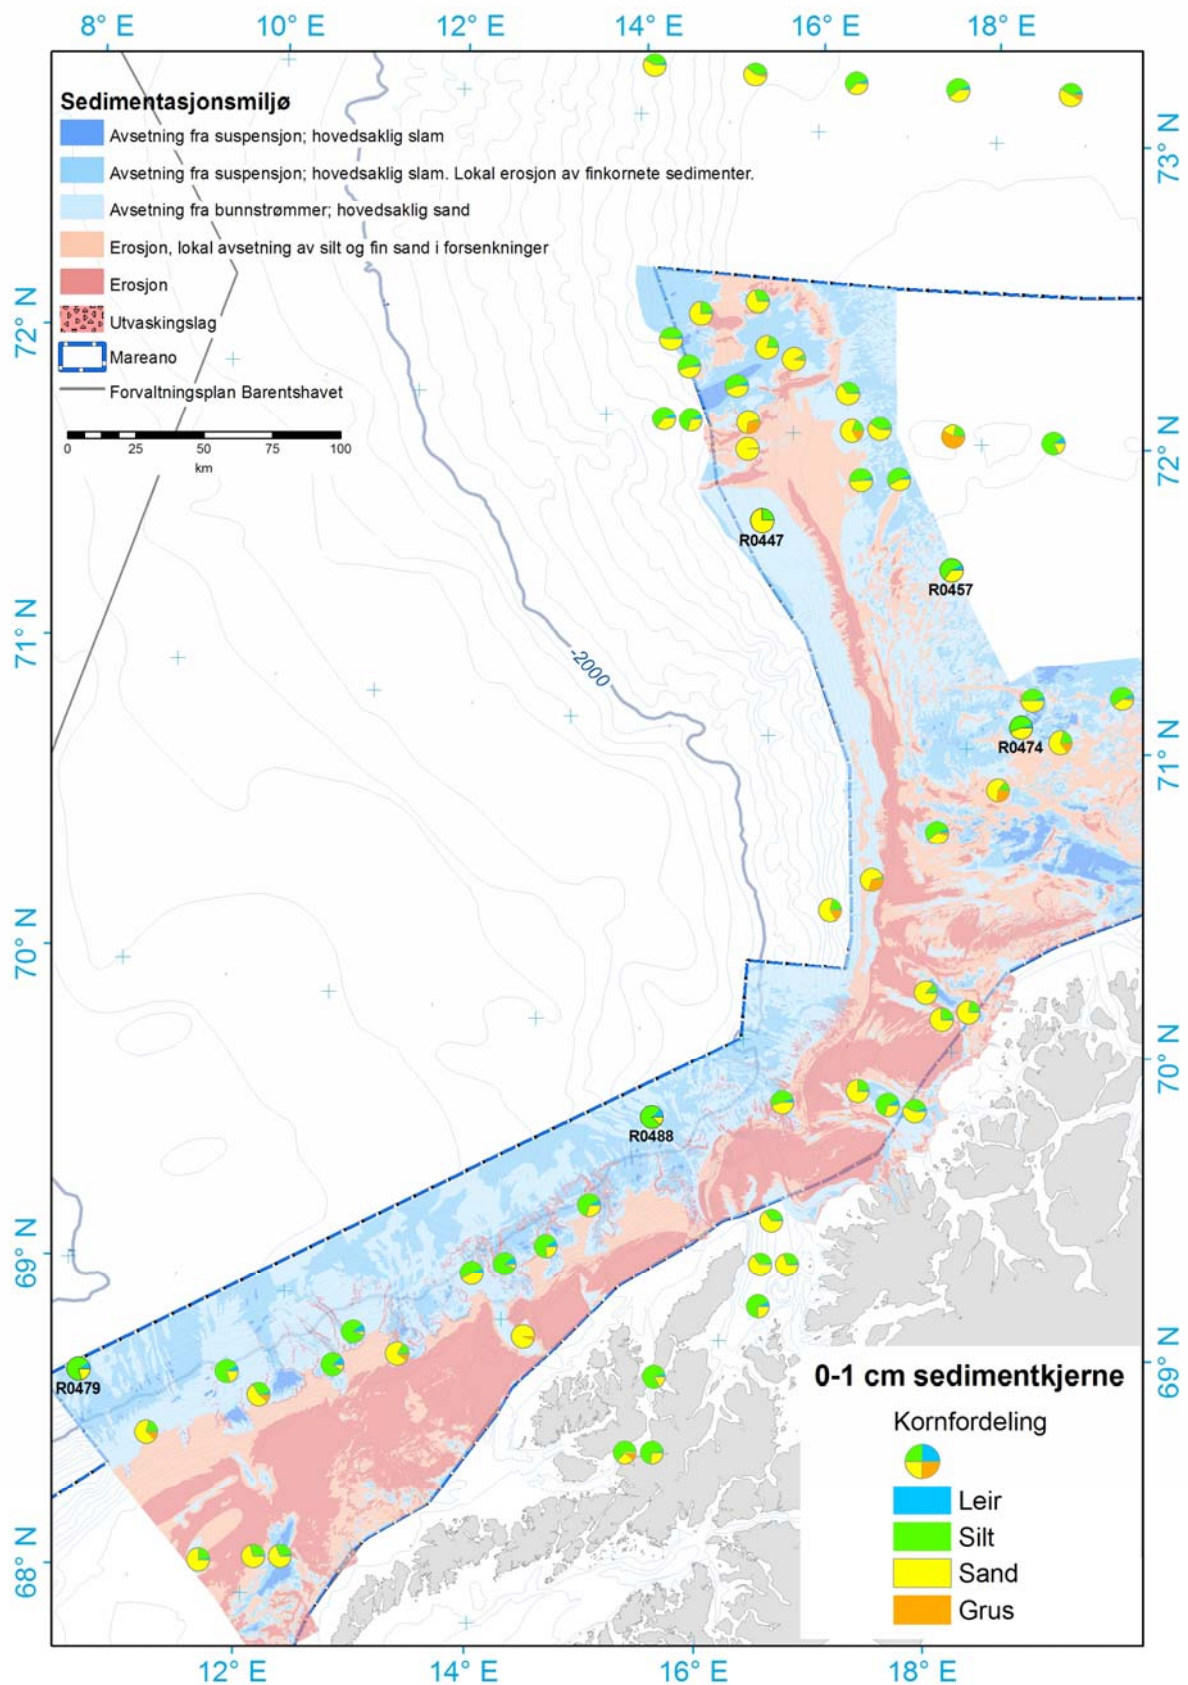 8° E 10° E 12° E 14° E 16° E 18° E
Sedimentasjonsmiljø
Avsetning fra suspensjon; hovedsaklig slam
Avsetning fra suspensjon; hovedsaklig slam. Lokal erosjon av finkornete sedimenter.
Avsetning fra bunnstrømmer; hovedsaklig sand
Erosjon, lokal avsetning av silt og fin sand i forsenkninger
Erosjon
Utvaskingslag
Mareano
Forvaltningsplan Barentshavet
0 25 50 75 100
km
73° N
72° N
72° N
R0447
R0457
71° N
-2000
R0474
71° N
70° N
70° N
R0488
69° N
R0479
69° N
0-1 cm sedimentkjerne
Kornfordeling
Leir
Silt
Sand
Grus
68° N
12° E 14° E 16° E 18° E